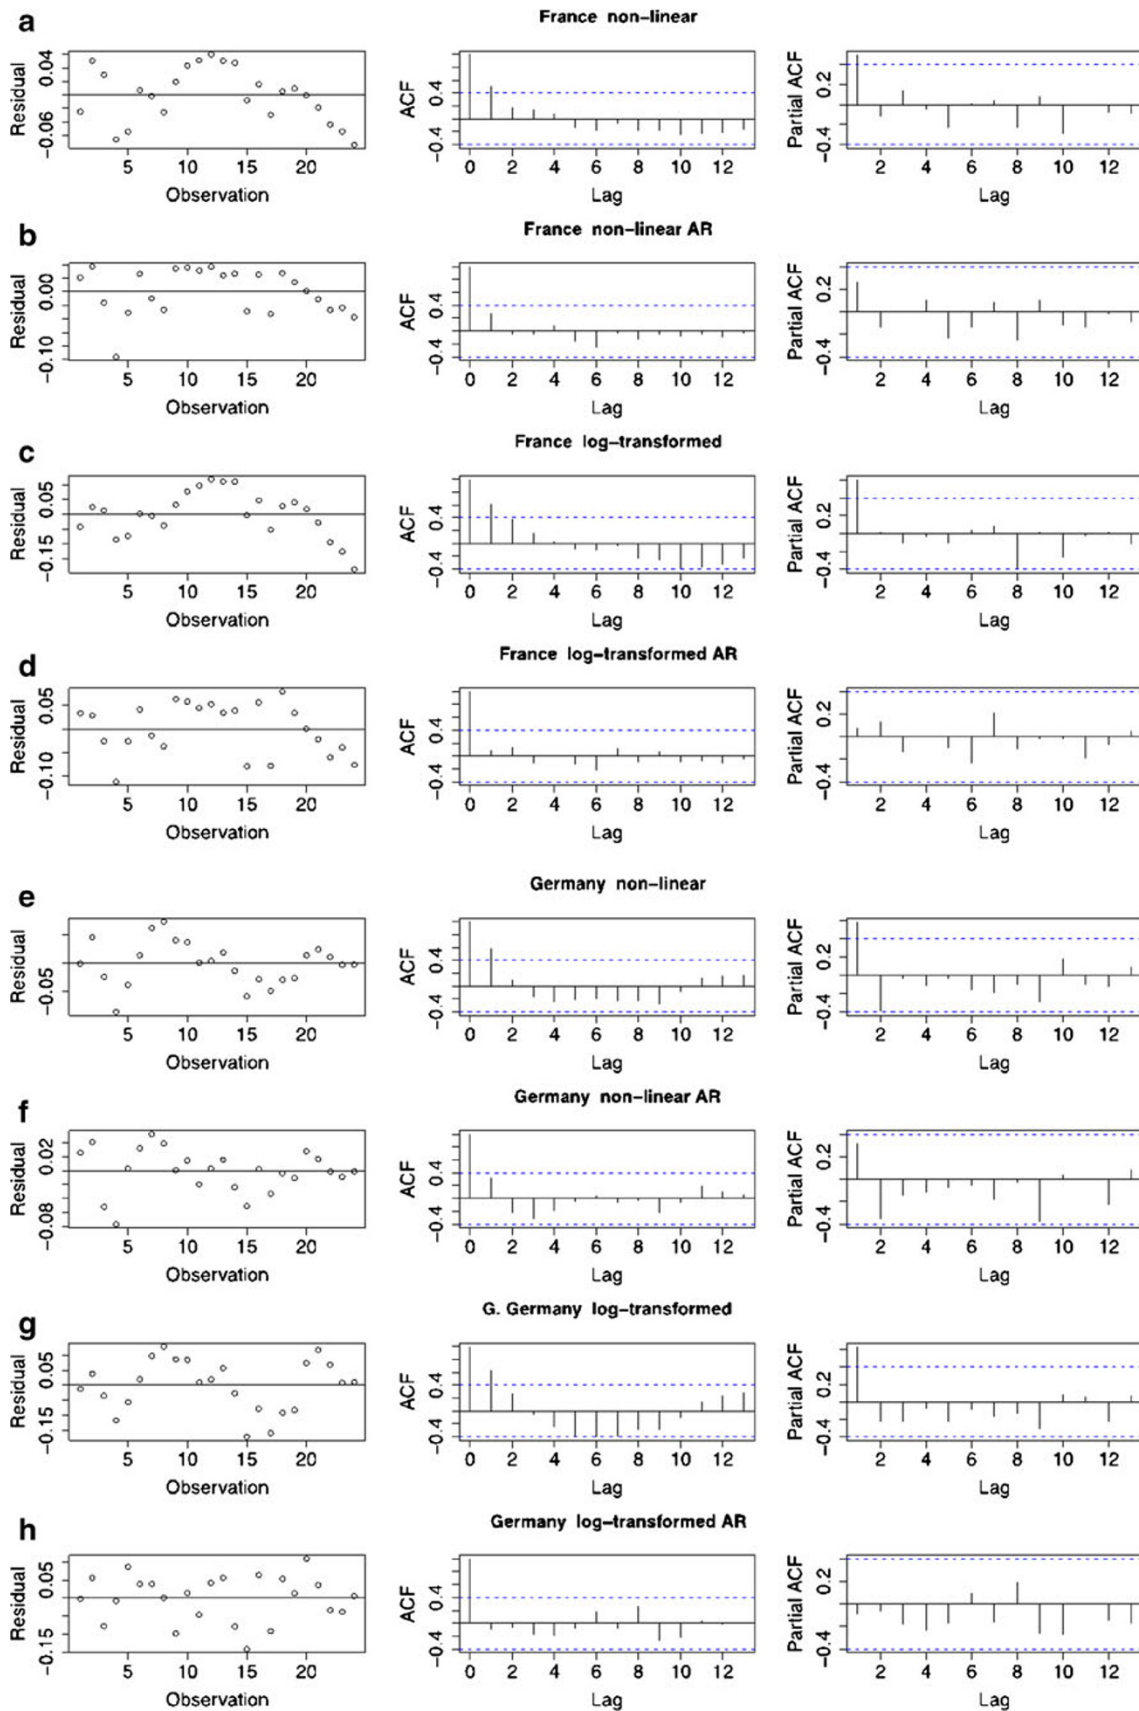 a
France non-linear
Residual
0.04
-0.06
5 10 15 20
Observation
ACF
0.4
-0.4
0 2 4 6 8 10 12
Lag
Partial ACF
0.2
-0.4
2 4 6 8 10 12
Lag
b
France non-linear AR
Residual
0.00
-0.10
5 10 15 20
Observation
ACF
0.4
-0.4
0 2 4 6 8 10 12
Lag
Partial ACF
0.2
-0.4
2 4 6 8 10 12
Lag
c
France log-transformed
Residual
0.05
-0.15
5 10 15 20
Observation
ACF
0.4
-0.4
0 2 4 6 8 10 12
Lag
Partial ACF
0.2
-0.4
2 4 6 8 10 12
Lag
d
France log-transformed AR
Residual
0.05
-0.10
5 10 15 20
Observation
ACF
0.4
-0.4
0 2 4 6 8 10 12
Lag
Partial ACF
0.2
-0.4
2 4 6 8 10 12
Lag
e
Germany non-linear
Residual
-0.05
5 10 15 20
Observation
ACF
0.4
-0.4
0 2 4 6 8 10 12
Lag
Partial ACF
0.2
-0.4
2 4 6 8 10 12
Lag
f
Germany non-linear AR
Residual
0.02
-0.08
5 10 15 20
Observation
ACF
0.4
-0.4
0 2 4 6 8 10 12
Lag
Partial ACF
0.2
-0.4
2 4 6 8 10 12
Lag
g
G. Germany log-transformed
Residual
0.05
-0.15
5 10 15 20
Observation
ACF
0.4
-0.4
0 2 4 6 8 10 12
Lag
Partial ACF
0.2
-0.4
2 4 6 8 10 12
Lag
h
Germany log-transformed AR
Residual
0.05
-0.15
5 10 15 20
Observation
ACF
0.4
-0.4
0 2 4 6 8 10 12
Lag
Partial ACF
0.2
-0.4
2 4 6 8 10 12
Lag